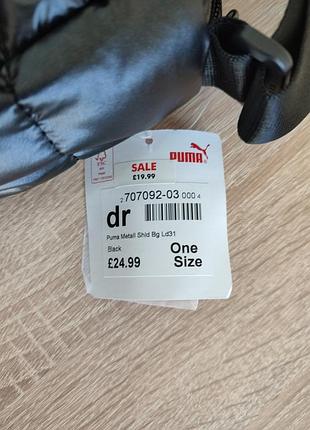 FSC
SALE
£19.99
PUMA
2 707092-03 000 4
dr
Puma Metall Shld Bg Ld31
Black
One
Size
£24.99